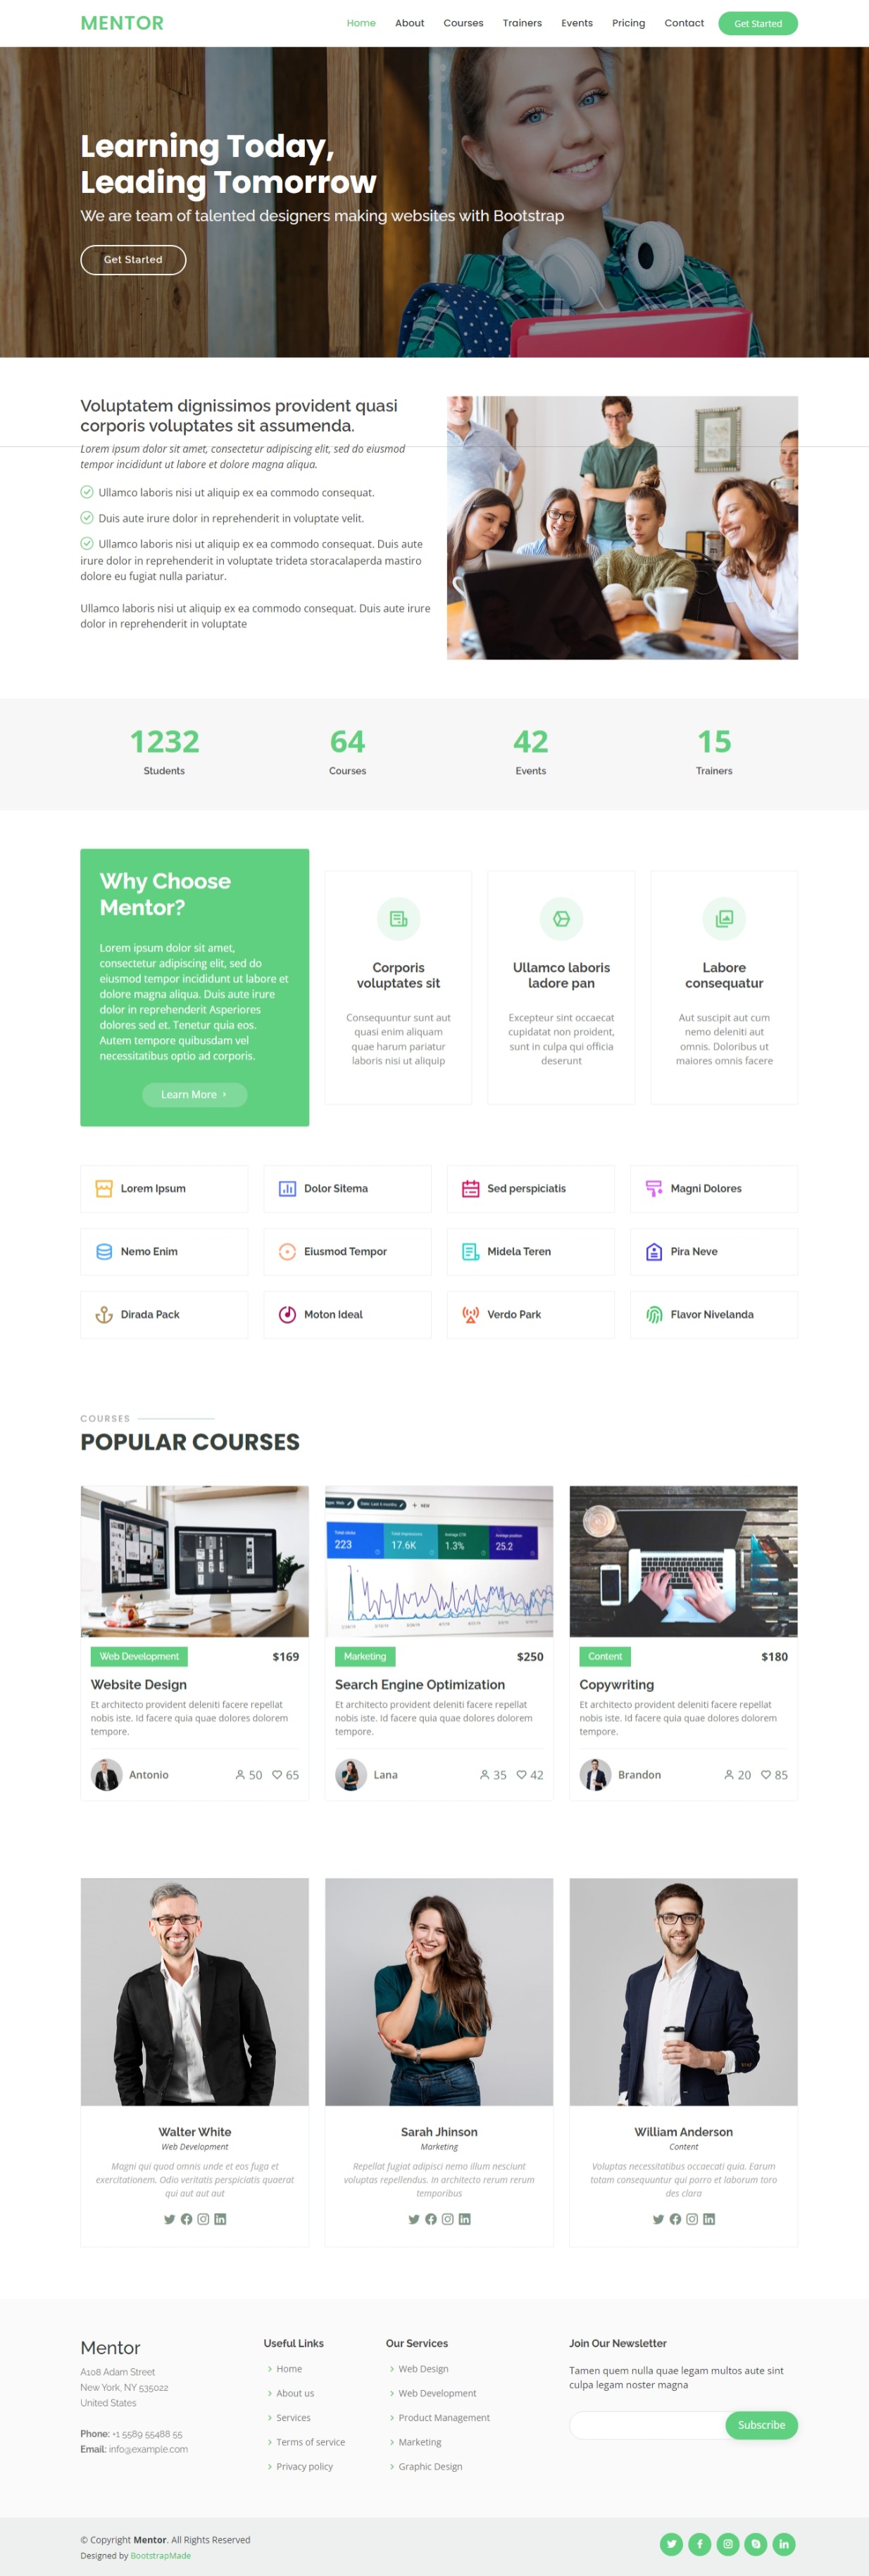 MENTOR
Home About Courses Trainers Events Pricing Contact Get Started
Learning Today,
Leading Tomorrow
We are team of talented designers making websites with Bootstrap
Get Started
Voluptatem dignissimos provident quasi
corporis voluptates sit assumenda.
Lorem ipsum dolor sit amet, consectetur adipiscing elit, sed do eiusmod
tempor incididunt ut labore et dolore magna aliqua.
Ullamco laboris nisi ut aliquip ex ea commodo consequat.
Duis aute irure dolor in reprehenderit in voluptate velit.
Ullamco laboris nisi ut aliquip ex ea commodo consequat. Duis aute
irure dolor in reprehenderit in voluptate trideta storacalaperda mastiro
dolore eu fugiat nulla pariatur.
Ullamco laboris nisi ut aliquip ex ea commodo consequat. Duis aute irure
dolor in reprehenderit in voluptate
1232
Students
64
Courses
42
Events
15
Trainers
Why Choose
Mentor?
Lorem ipsum dolor sit amet,
consectetur adipiscing elit, sed do
eiusmod tempor incididunt ut labore et
dolore magna aliqua. Duis aute irure
dolor in reprehenderit Asperiores
dolores sed et. Tenetur quia eos.
Autem tempore quibusdam vel
necessitatibus optio ad corporis.
Learn More
Corporis
voluptates sit
Consequuntur sunt aut
quasi enim aliquam
quae harum pariatur
laboris nisi ut aliquip
Ullamco laboris
ladore pan
Excepteur sint occaecat
cupidatat non proident,
sunt in culpa qui officia
deserunt
Labore
consequatur
Aut suscipit aut cum
nemo deleniti aut
omnis. Doloribus ut
maiores omnis facere
Lorem Ipsum
Dolor Sitema
Sed perspiciatis
Magni Dolores
Nemo Enim
Eiusmod Tempor
Midela Teren
Pira Neve
Dirada Pack
Moton Ideal
Verdo Park
Flavor Nivelanda
COURSES
POPULAR COURSES
Web Development $169
Website Design
Et architecto provident deleniti facere repellat
nobis iste. Id facere quia quae dolores dolorem
tempore.
Antonio 50 65
NEW
223
17.6K
1.3%
25.2
Marketing $250
Search Engine Optimization
Et architecto provident deleniti facere repellat
nobis iste. Id facere quia quae dolores dolorem
tempore.
Lana 35 42
Content $180
Copywriting
Et architecto provident deleniti facere repellat
nobis iste. Id facere quia quae dolores dolorem
tempore.
Brandon 20 85
Walter White
Web Development
Magni qui quod omnis unde et eos fuga et
exercitationem. Odio veritatis perspiciatis quaerat
qui aut aut aut
Sarah Jhinson
Marketing
Repellat fugiat adipisci nemo illum nesciunt
voluptas repellendus. In architecto rerum rerum
temporibus
William Anderson
Content
Voluptas necessitatibus occaecati quia. Earum
totam consequuntur qui porro et laborum toro
des clara
Mentor
A108 Adam Street
New York, NY 535022
United States
Phone: +1 5589 55488 55
Email: info@example.com
Useful Links
Home
About us
Services
Terms of service
Privacy policy
Our Services
Web Design
Web Development
Product Management
Marketing
Graphic Design
Join Our Newsletter
Tamen quem nulla quae legam multos aute sint
culpa legam noster magna
Subscribe
© Copyright Mentor. All Rights Reserved
Designed by BootstrapMade